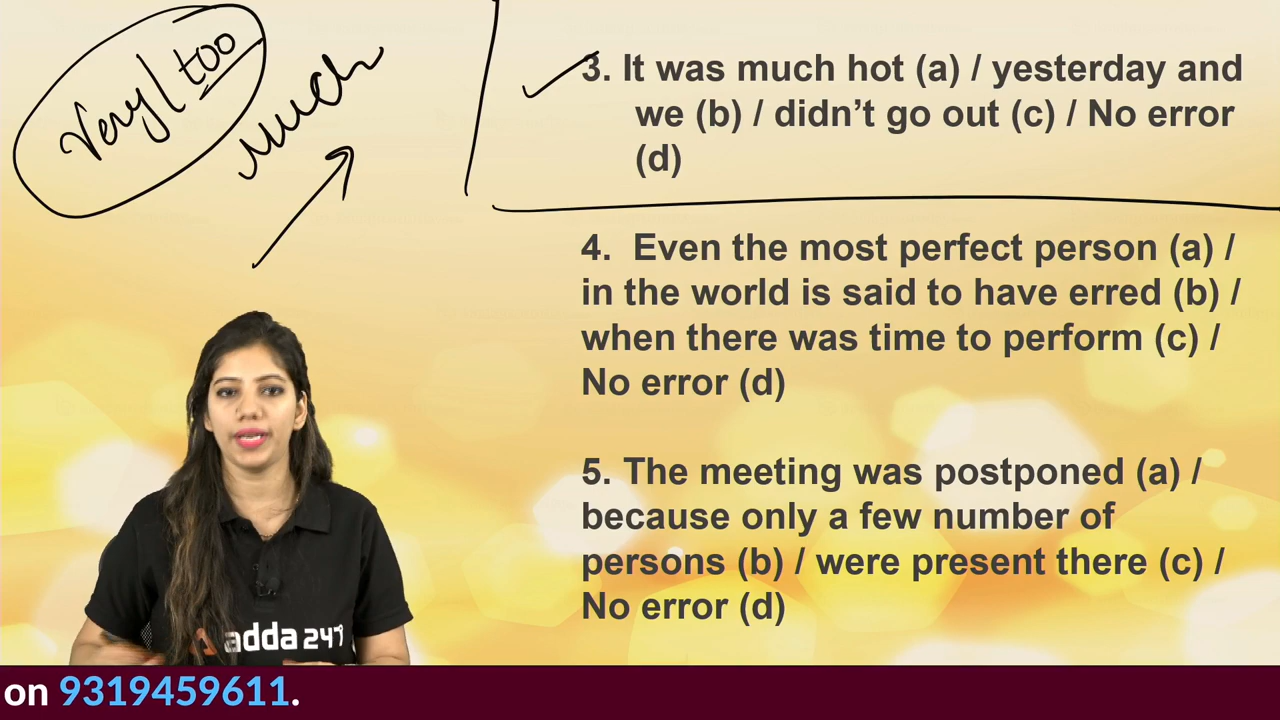 Very/ too
much
3. It was much hot (a) / yesterday and
we (b) / didn’t go out (c) / No error
(d)
4. Even the most perfect person (a) /
in the world is said to have erred (b) /
when there was time to perform (c) /
No error (d)
5. The meeting was postponed (a) /
because only a few number of
persons (b) / were present there (c) /
No error (d)
adda 247
on 9319459611.